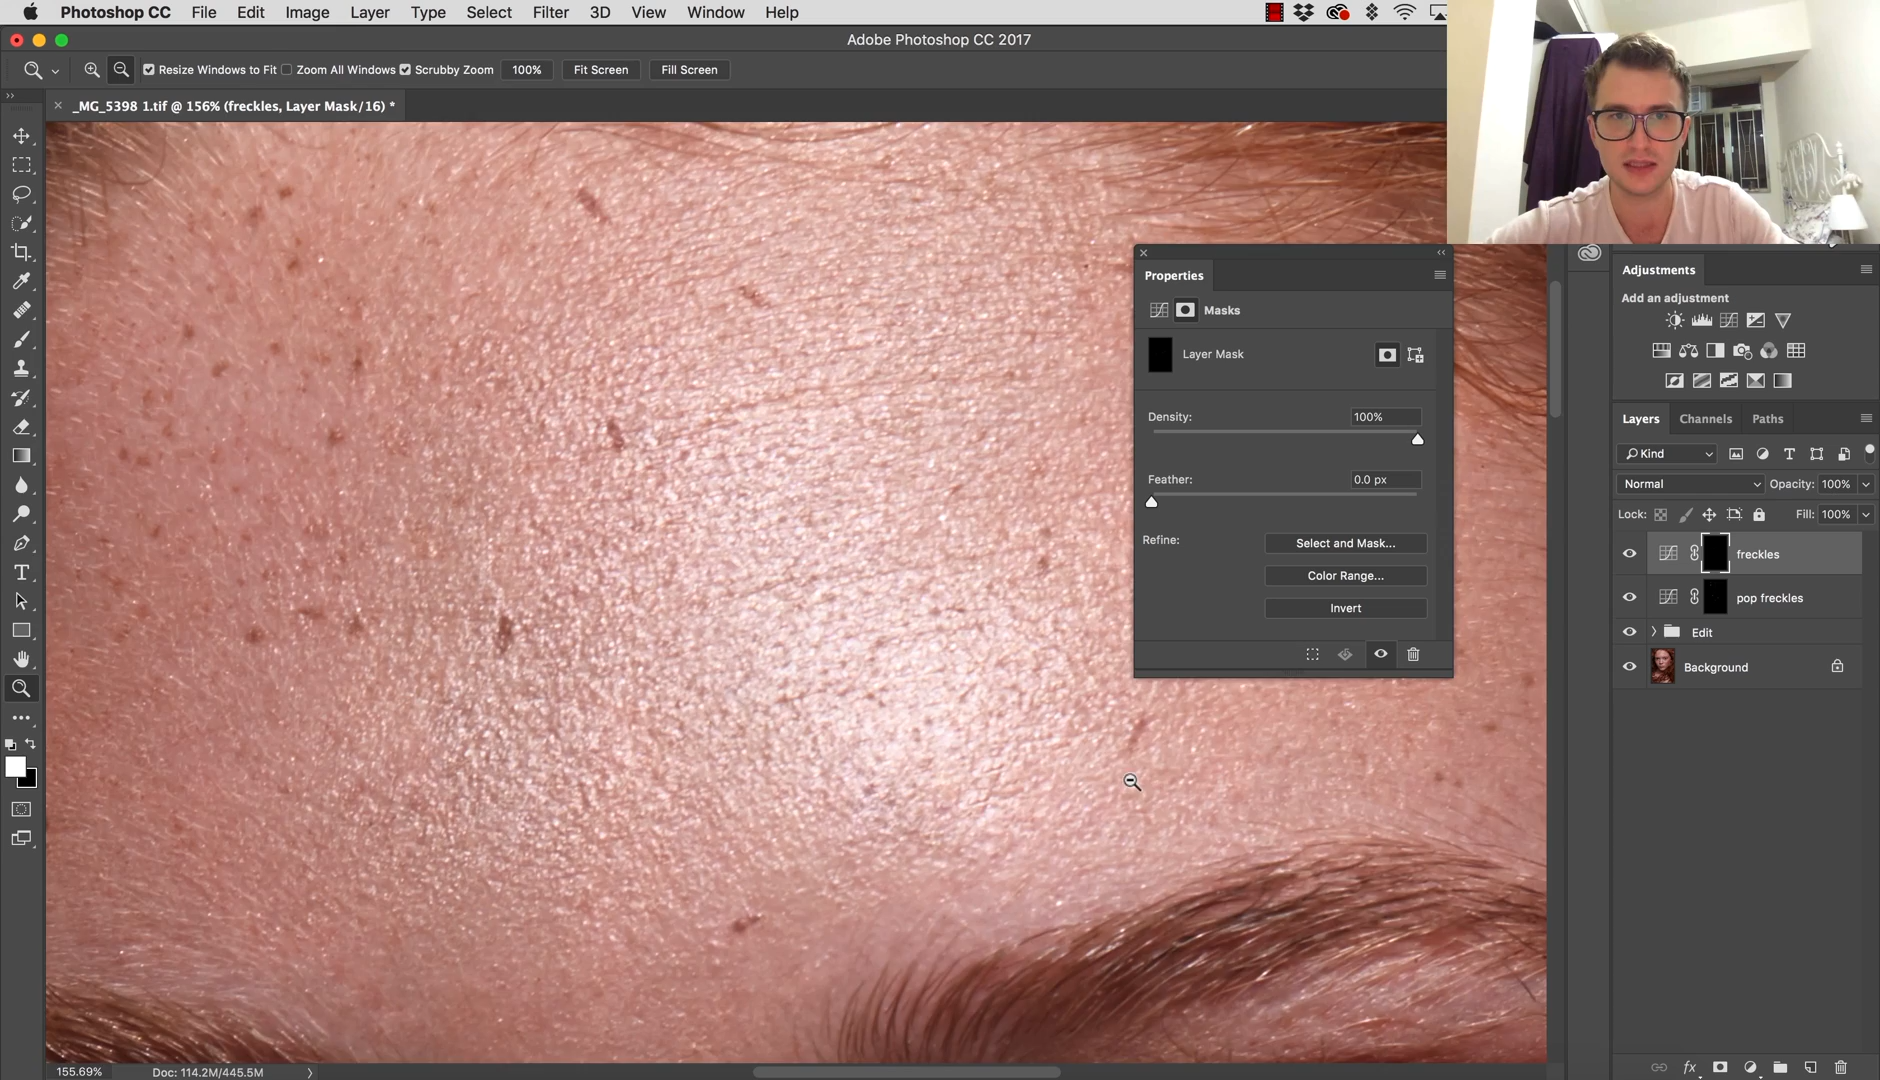 Photoshop CC File Edit Image Layer Type Select Filter 3D View Window Help
Adobe Photoshop CC 2017
Resize Windows to Fit Zoom All Windows Scrubby Zoom 100% Fit Screen Fill Screen
_MG_5398 1.tif @ 156% (freckles, Layer Mask/16) *
Properties
Masks
Layer Mask
Density: 100%
Feather: 0.0 px
Refine: Select and Mask...
Color Range...
Invert
Adjustments
Add an adjustment
Layers Channels Paths
Kind
Normal Opacity: 100%
Lock: Fill: 100%
freckles
pop freckles
Edit
Background
fx
155.69% Doc: 114.2M/445.5M